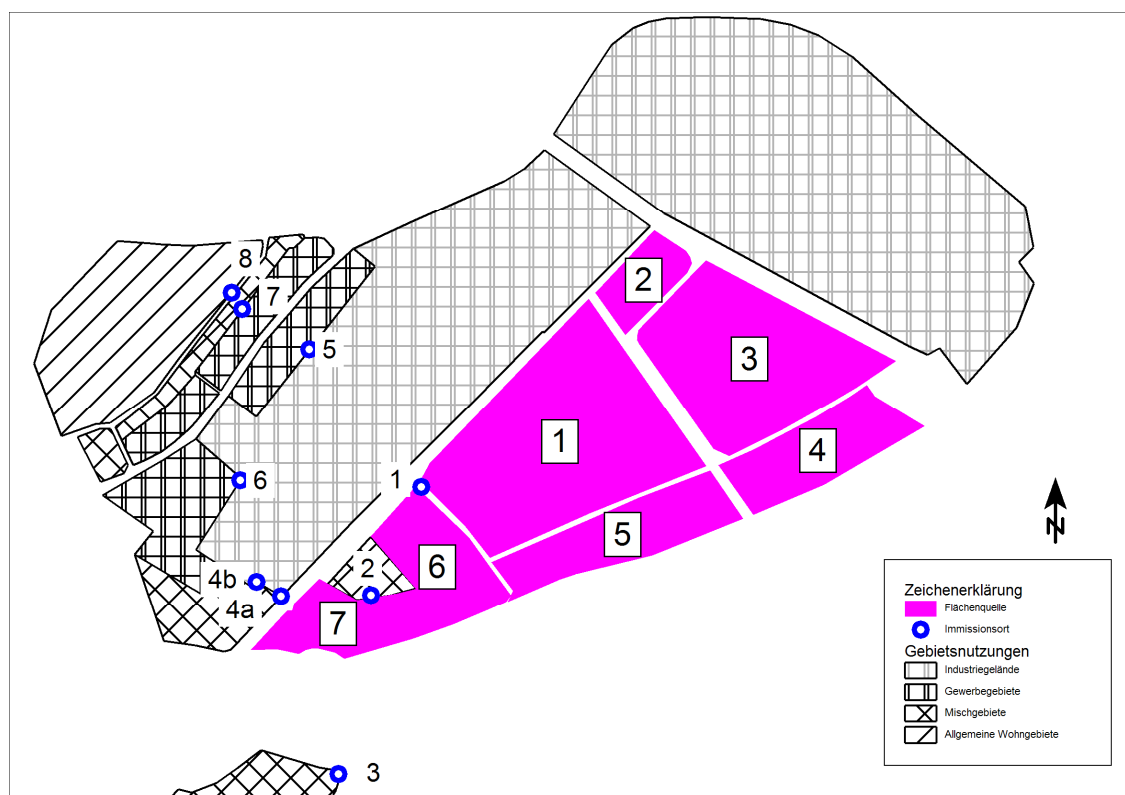 2
8
7
3
5
1
4
1
6
5
2
6
4b
4a
7
3
N
Zeichenerklärung
Flächenquelle
Immissionsort
Gebietsnutzungen
Industriegelände
Gewerbegebiete
Mischgebiete
Allgemeine Wohngebiete